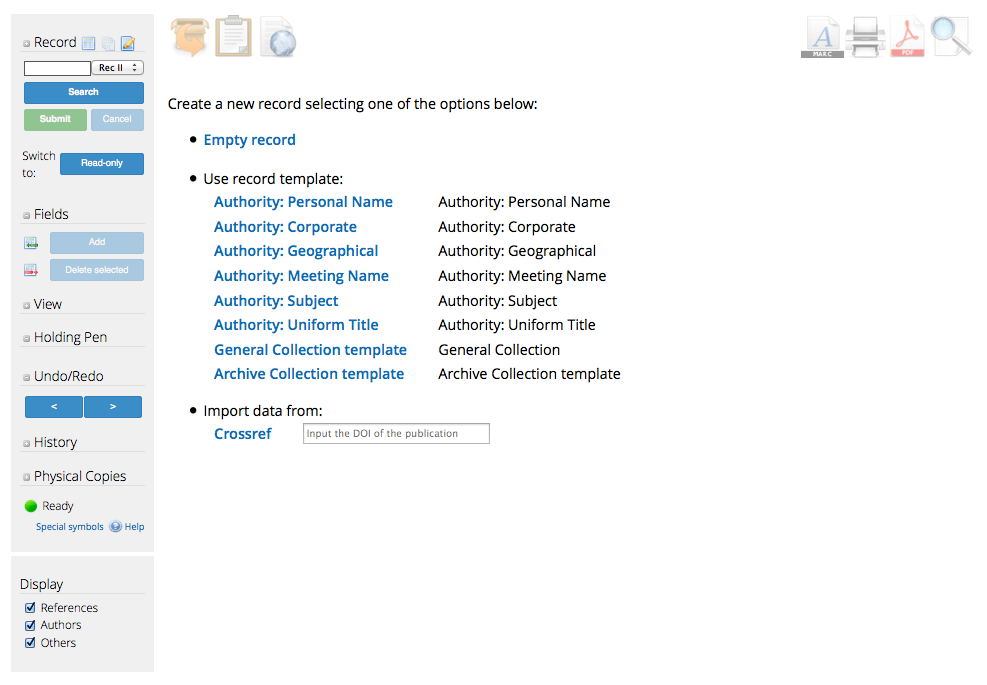 Record
Rec II
Search
Submit Cancel
Switch to: Read-only
Fields
Add
Delete selected
View
Holding Pen
Undo/Redo
< >
History
Physical Copies
Ready
Special symbols Help
Display
References
Authors
Others
A
MARC
PDF
Create a new record selecting one of the options below:
Empty record
Use record template:
Authority: Personal Name Authority: Personal Name
Authority: Corporate Authority: Corporate
Authority: Geographical Authority: Geographical
Authority: Meeting Name Authority: Meeting Name
Authority: Subject Authority: Subject
Authority: Uniform Title Authority: Uniform Title
General Collection template General Collection
Archive Collection template Archive Collection template
Import data from:
Crossref Input the DOI of the publication